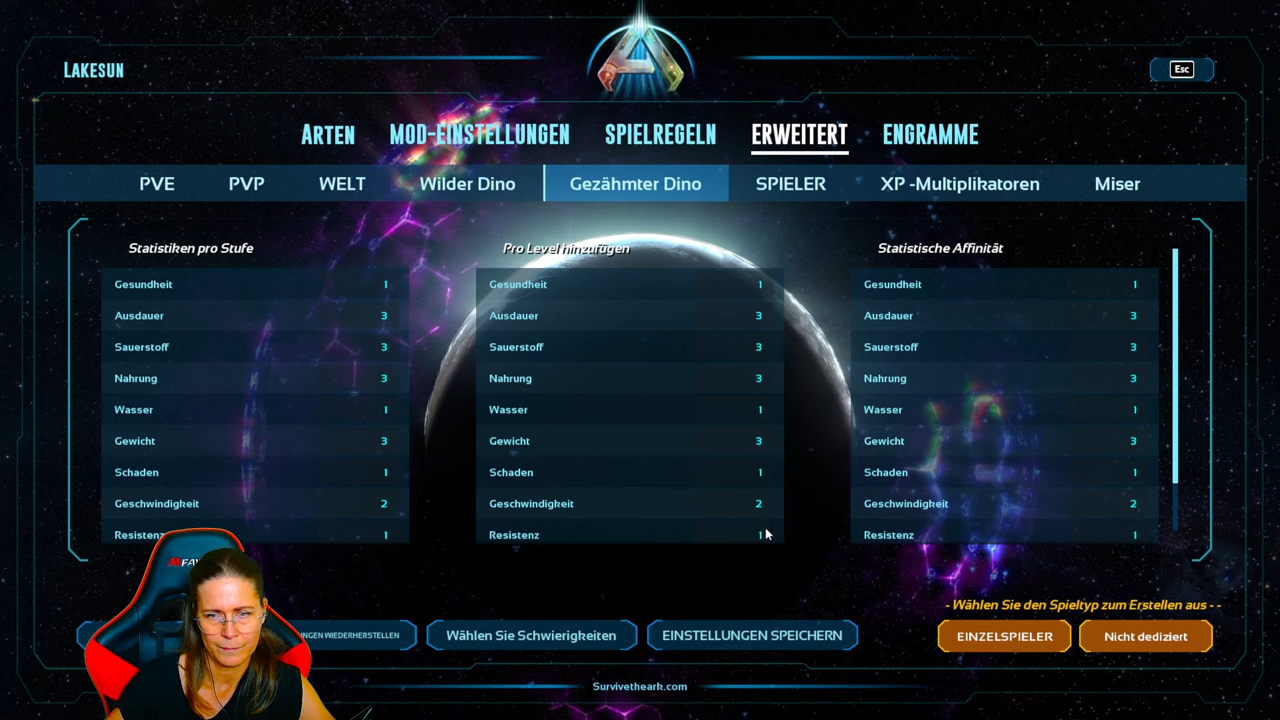 LAKESUN
Esc
ARTEN MOD-EINSTELLUNGEN SPIELREGELN ERWEITERT ENGRAMME
PVE PVP WELT Wilder Dino Gezähmter Dino SPIELER XP -Multiplikatoren Miser
Statistiken pro Stufe
Gesundheit 1
Ausdauer 3
Sauerstoff 3
Nahrung 3
Wasser 1
Gewicht 3
Schaden 1
Geschwindigkeit 2
Resistenz 1
Pro Level hinzufügen
Gesundheit 1
Ausdauer 3
Sauerstoff 3
Nahrung 3
Wasser 1
Gewicht 3
Schaden 1
Geschwindigkeit 2
Resistenz 1
Statistische Affinität
Gesundheit 1
Ausdauer 3
Sauerstoff 3
Nahrung 3
Wasser 1
Gewicht 3
Schaden 1
Geschwindigkeit 2
Resistenz 1
- Wählen Sie den Spieltyp zum Erstellen aus - -
WIEDERHERSTELLEN Wählen Sie Schwierigkeiten EINSTELLUNGEN SPEICHERN EINZELSPIELER Nicht dediziert
Survivetheark.com